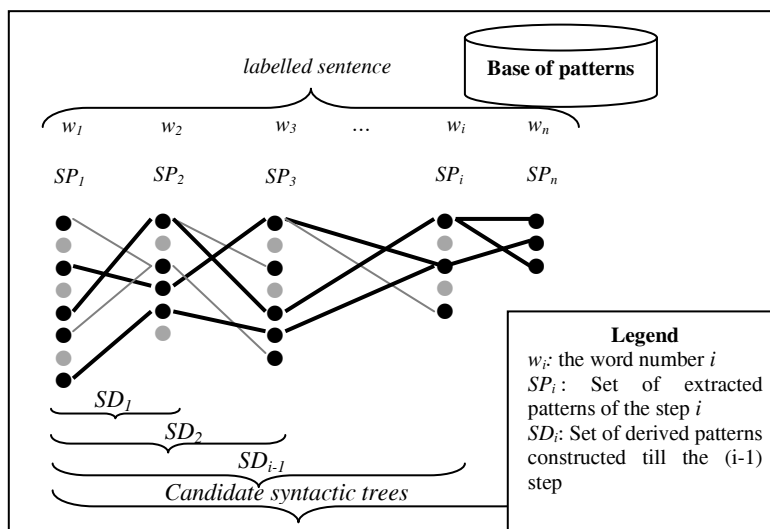 Base of patterns
labelled sentence
w1 w2 w3 ... wi wn
SP1 SP2 SP3 SPi SPn
SD1
SD2
SDi-1
Candidate syntactic trees
Legend
wi: the word number i
SPi : Set of extracted
patterns of the step i
SDi: Set of derived patterns
constructed till the (i-1)
step